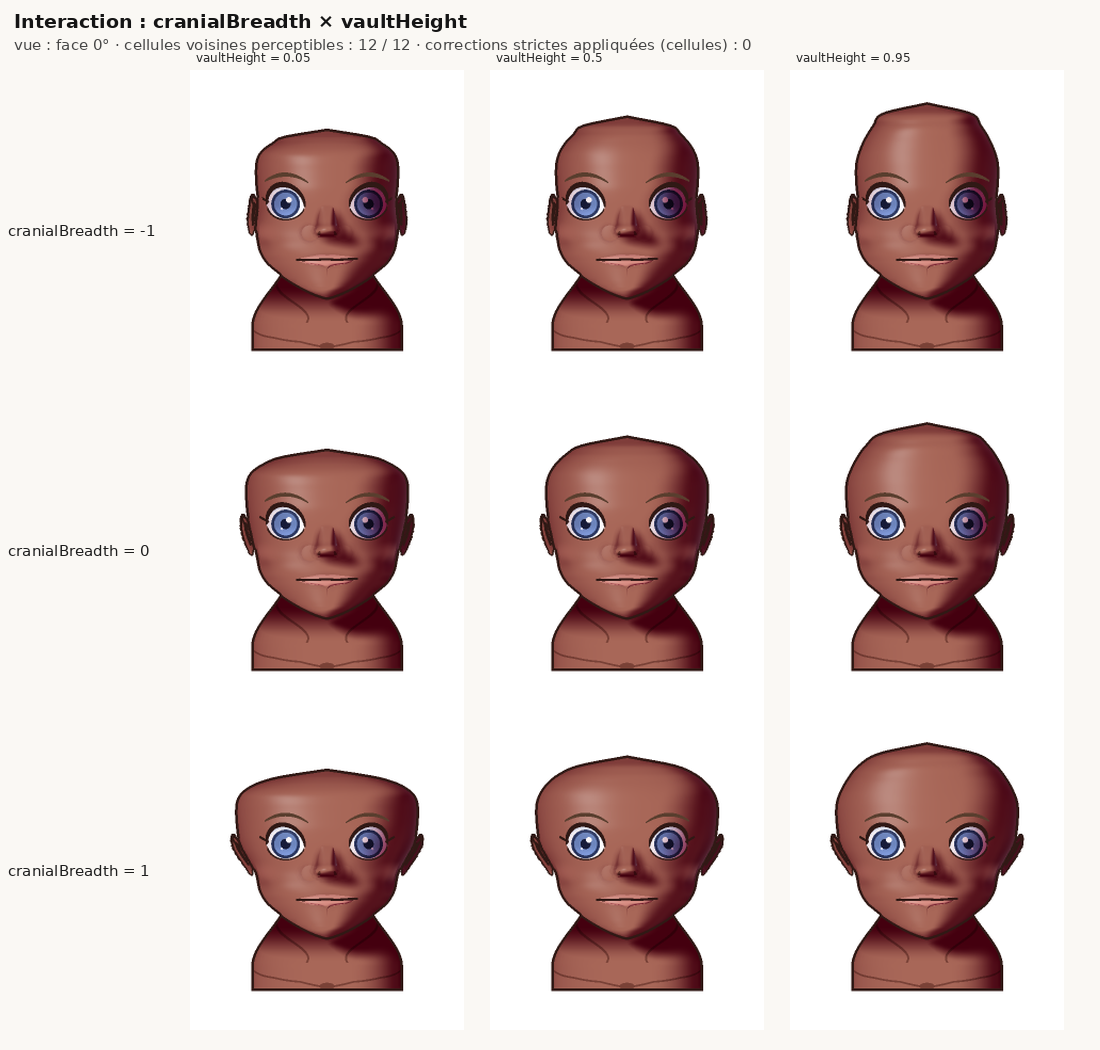 Interaction : cranialBreadth × vaultHeight
vue : face 0° · cellules voisines perceptibles : 12 / 12 · corrections strictes appliquées (cellules) : 0
vaultHeight = 0.05
vaultHeight = 0.5
vaultHeight = 0.95
cranialBreadth = -1
cranialBreadth = 0
cranialBreadth = 1